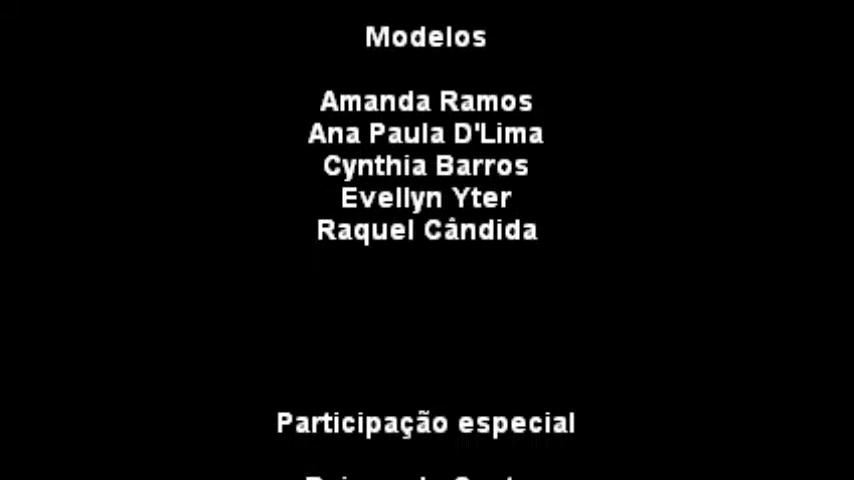 Modelos
Amanda Ramos
Ana Paula D'Lima
Cynthia Barros
Evellyn Yter
Raquel Cândida
Participação especial